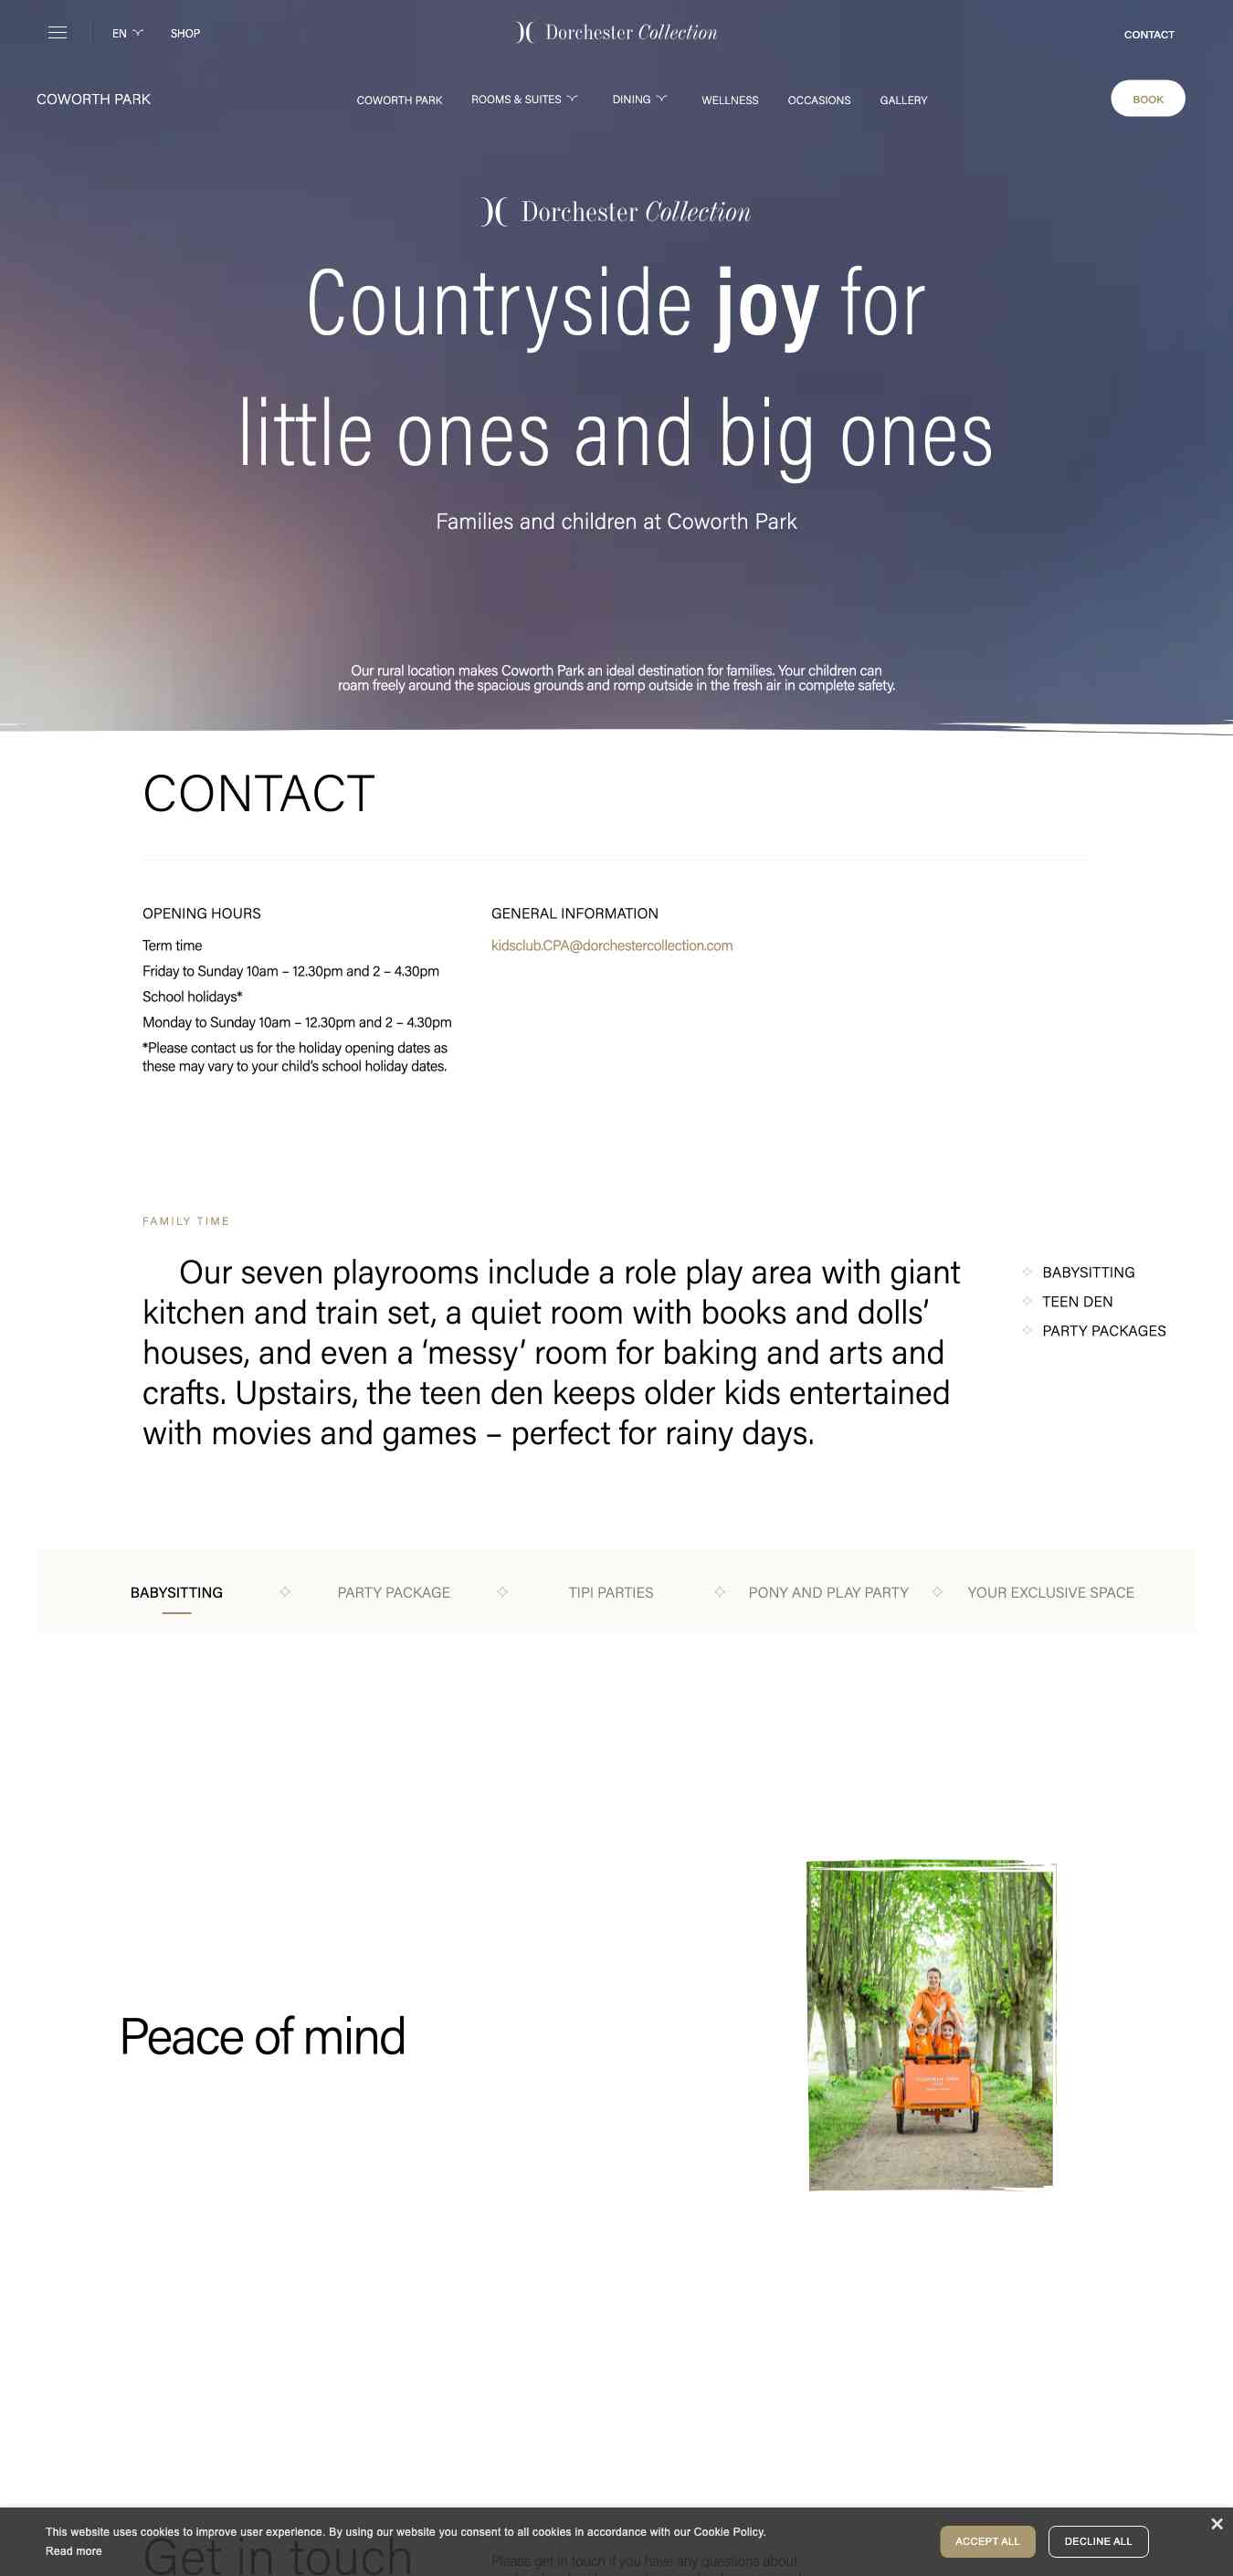 EN
SHOP
Dorchester Collection
CONTACT
COWORTH PARK
COWORTH PARK
ROOMS & SUITES
DINING
WELLNESS
OCCASIONS
GALLERY
BOOK
Dorchester Collection
Countryside joy for
little ones and big ones
Families and children at Coworth Park
Our rural location makes Coworth Park an ideal destination for families. Your children can
roam freely around the spacious grounds and romp outside in the fresh air in complete safety.
CONTACT
OPENING HOURS
Term time
Friday to Sunday 10am – 12.30pm and 2 – 4.30pm
School holidays*
Monday to Sunday 10am – 12.30pm and 2 – 4.30pm
*Please contact us for the holiday opening dates as
these may vary to your child’s school holiday dates.
GENERAL INFORMATION
kidsclub.CPA@dorchestercollection.com
FAMILY TIME
Our seven playrooms include a role play area with giant
kitchen and train set, a quiet room with books and dolls’
houses, and even a ‘messy’ room for baking and arts and
crafts. Upstairs, the teen den keeps older kids entertained
with movies and games – perfect for rainy days.
BABYSITTING
TEEN DEN
PARTY PACKAGES
BABYSITTING
PARTY PACKAGE
TIPI PARTIES
PONY AND PLAY PARTY
YOUR EXCLUSIVE SPACE
Peace of mind
This website uses cookies to improve user experience. By using our website you consent to all cookies in accordance with our Cookie Policy.
Read more
ACCEPT ALL
DECLINE ALL
Get in touch
Please get in touch if you have any questions about